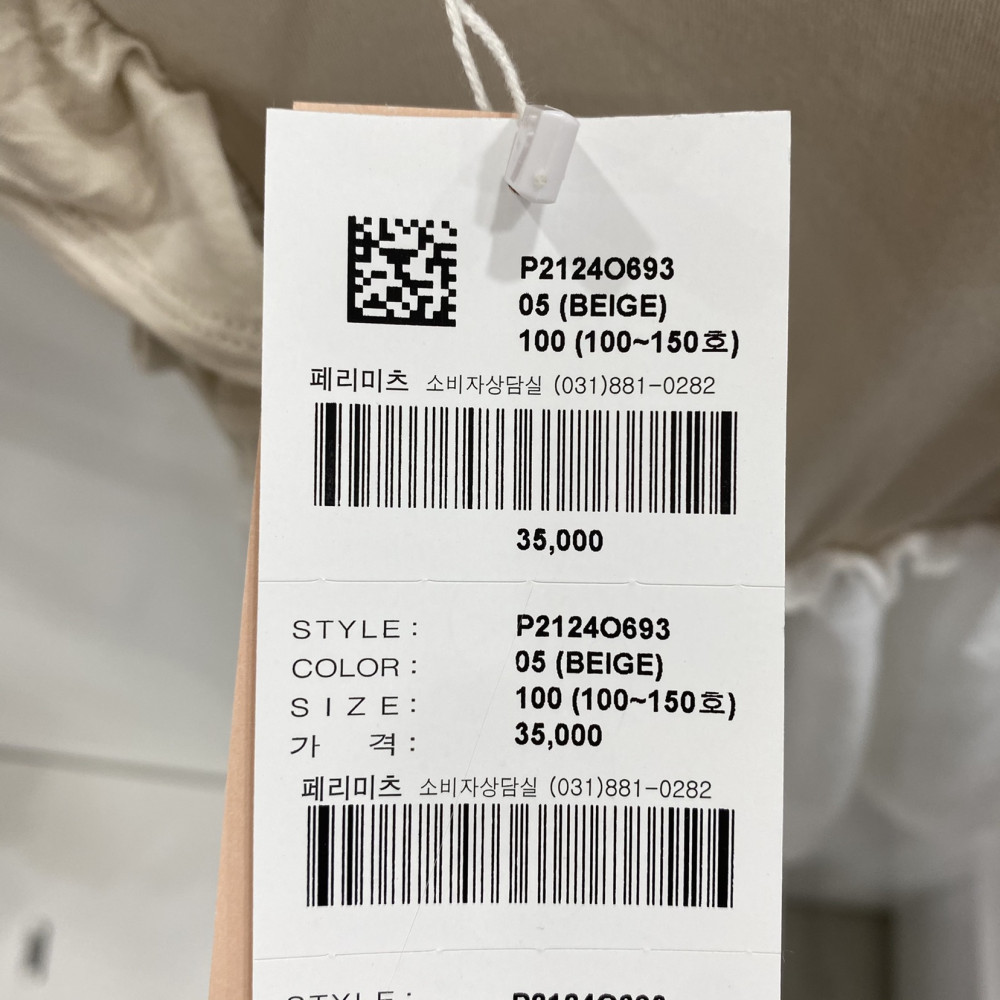 P2124O693
05 (BEIGE)
100 (100~150호)
페리미츠 소비자상담실 (031)881-0282
35,000
STYLE : P2124O693
COLOR : 05 (BEIGE)
SIZE : 100 (100~150호)
가격 : 35,000
페리미츠 소비자상담실 (031)881-0282
STYLE : P2124O693